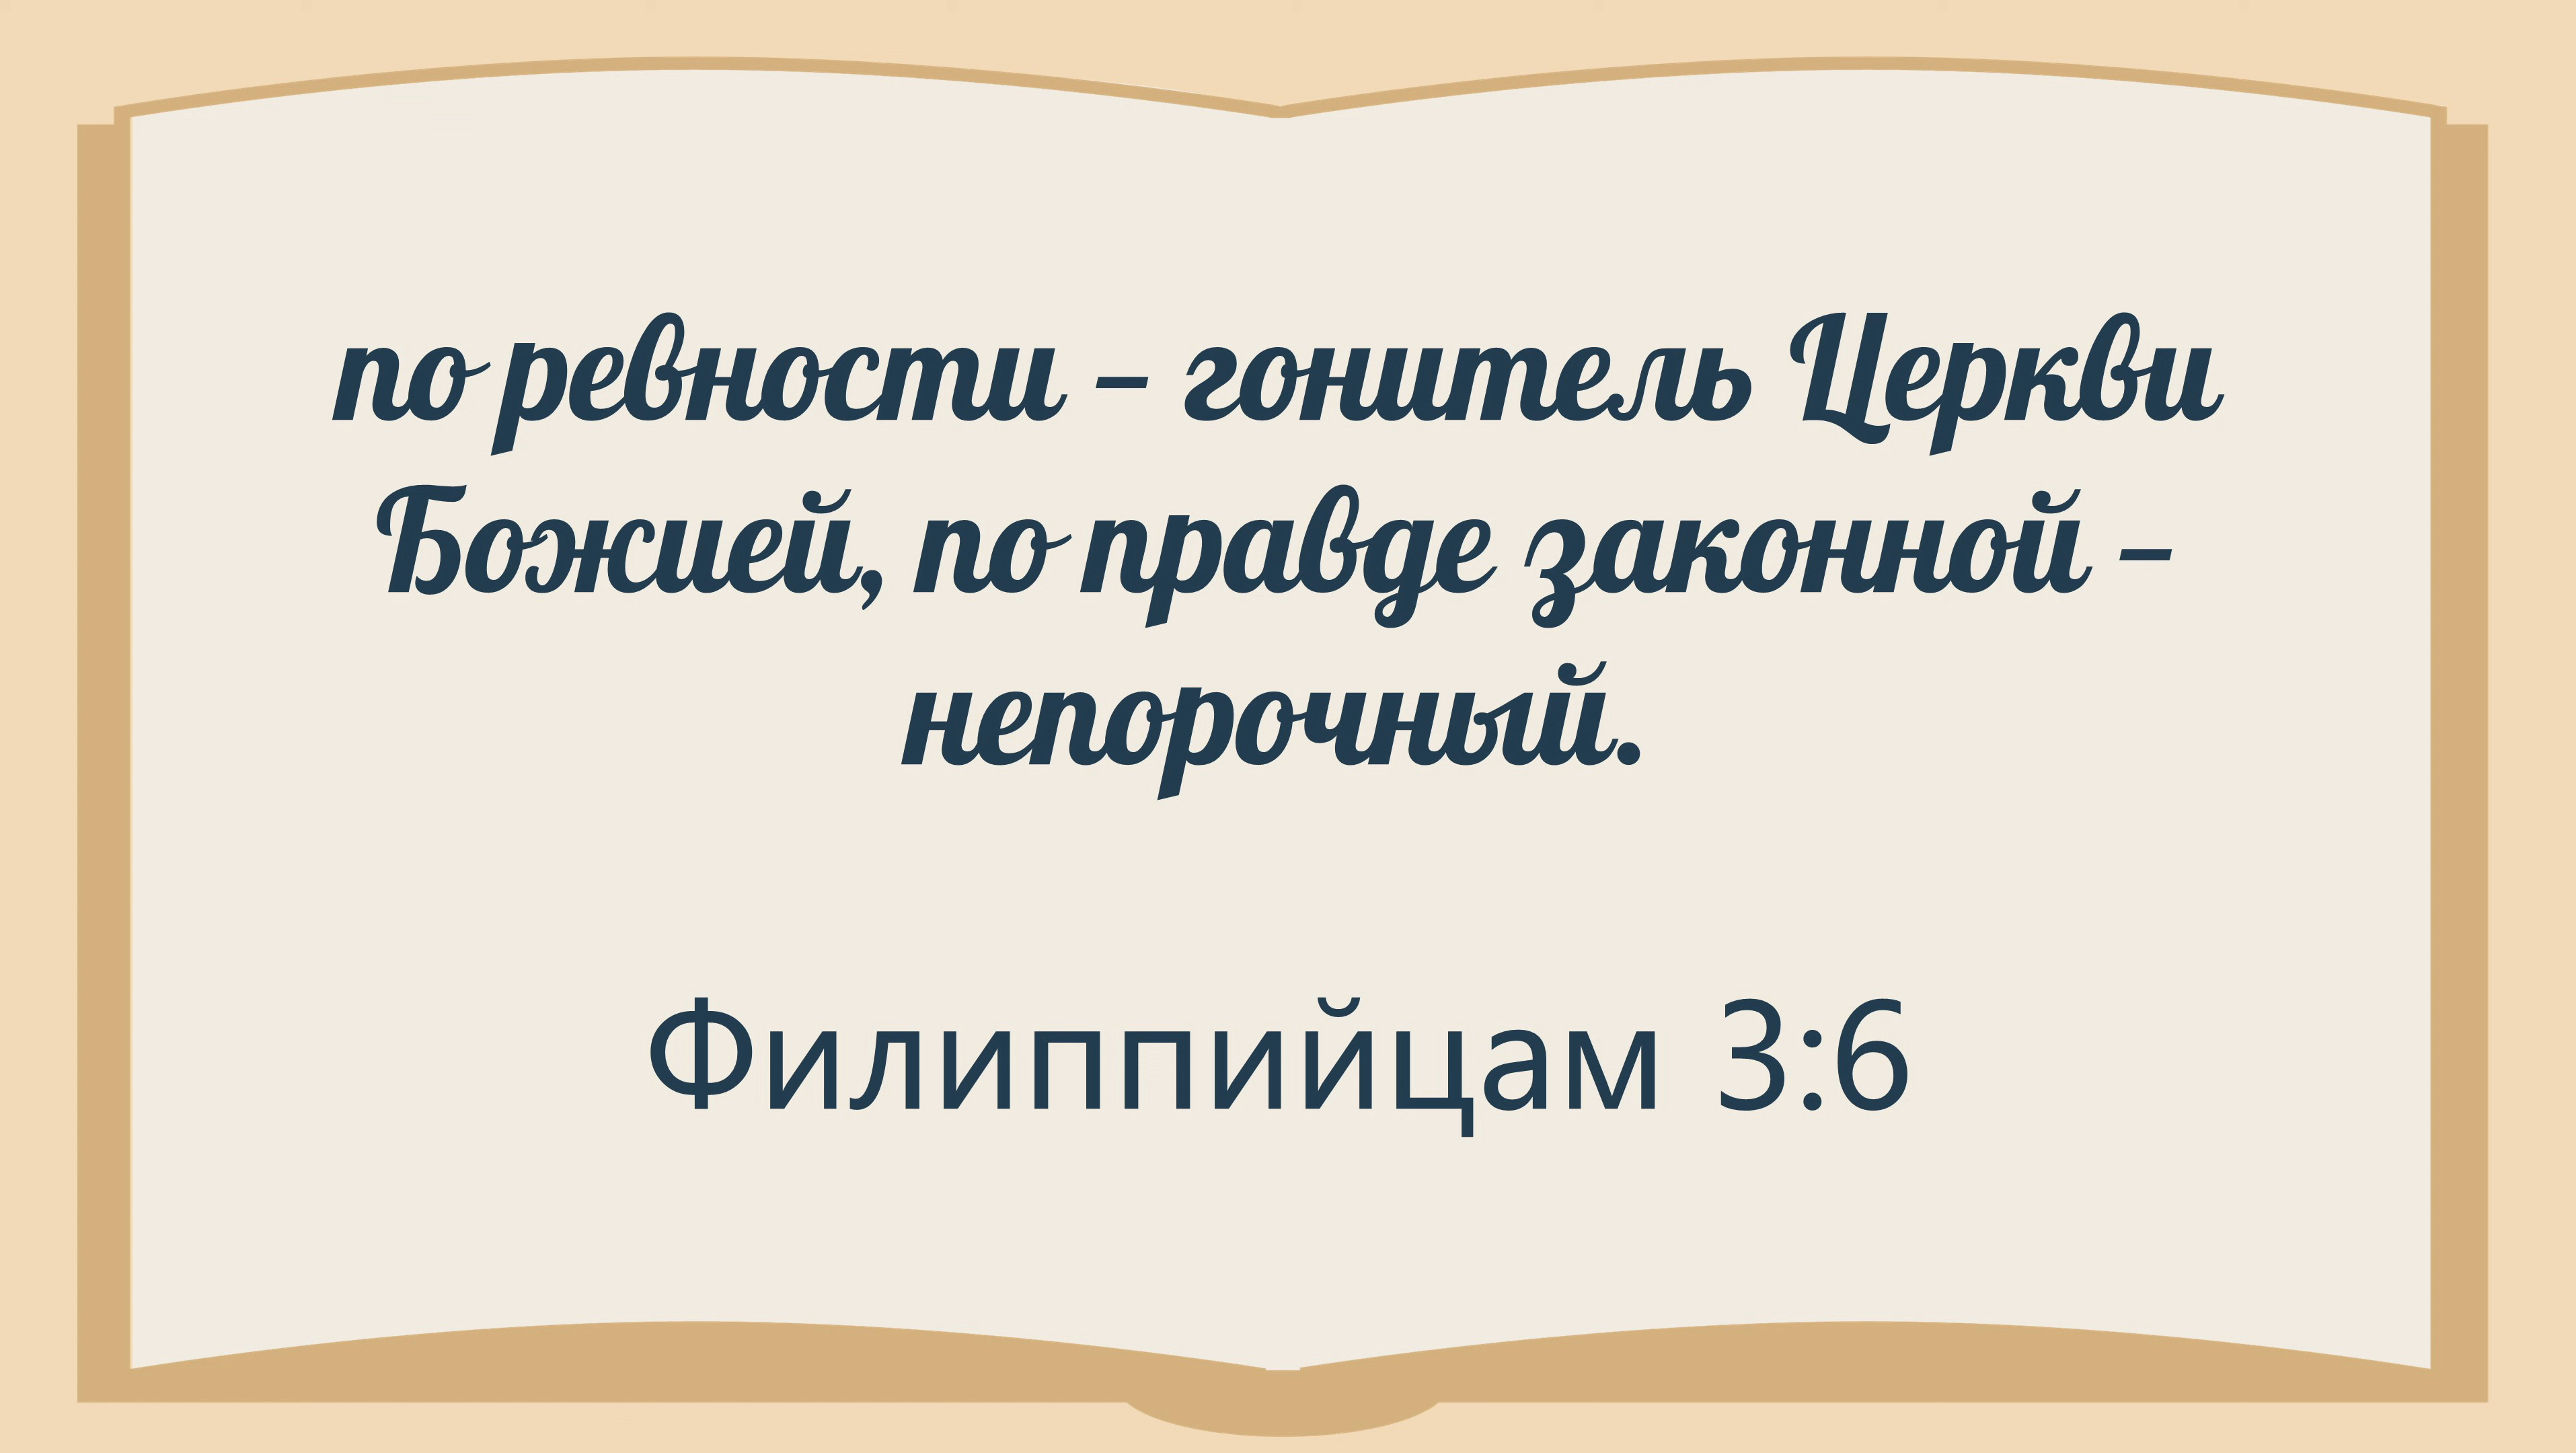 по ревности – гонитель Церкви
Божией, по правде законной –
непорочный.
Филиппийцам 3:6